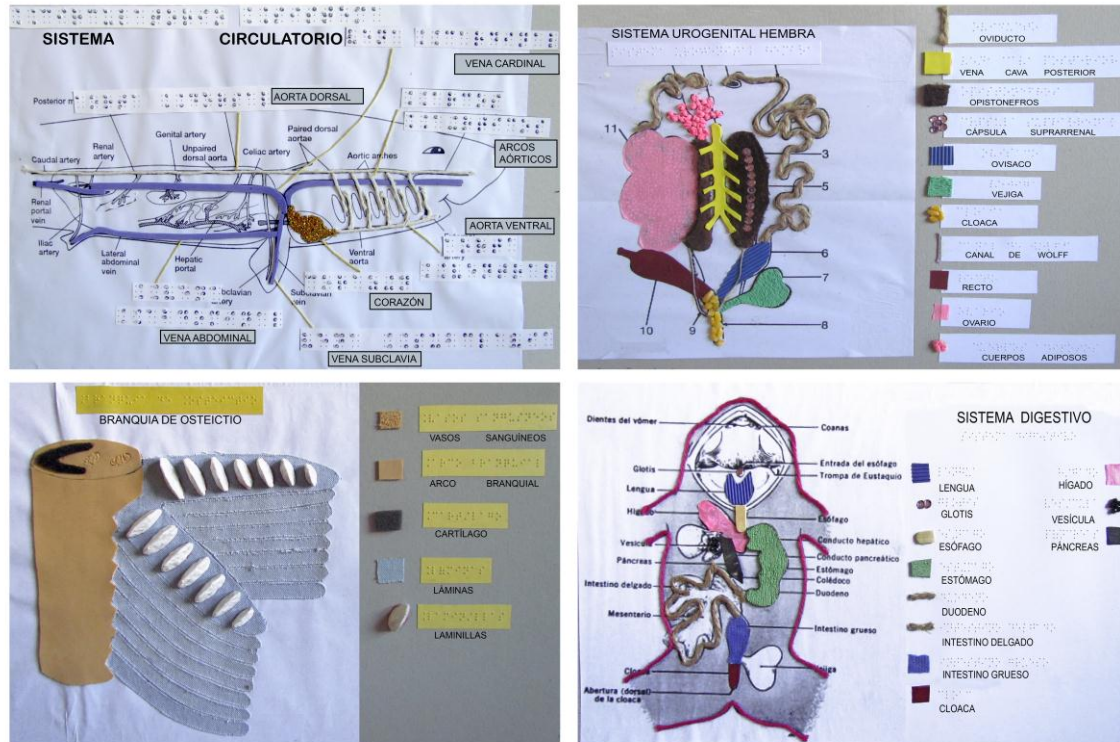 SISTEMA CIRCULATORIO
VENA CARDINAL
AORTA DORSAL
Posterior
Genital artery
Paired dorsal
aortae
Renal
artery
Unpaired
dorsal aorta
Celiac artery
Aortic arches
ARCOS
AÓRTICOS
Caudal artery
Renal
portal
vein
AORTA VENTRAL
Iliac
artery
Lateral
abdominal
vein
Hepatic
portal
Ventral
aorta
vein
CORAZÓN
VENA ABDOMINAL
VENA SUBCLAVIA
SISTEMA UROGENITAL HEMBRA
11
3
5
6
7
10
9
8
OVIDUCTO
VENA CAVA POSTERIOR
OPISTONEFROS
CÁPSULA SUPRARRENAL
OVISACO
VEJIGA
CLOACA
CANAL DE WOLFF
RECTO
OVARIO
CUERPOS ADIPOSOS
BRANQUIA DE OSTEICTIO
VASOS SANGUÍNEOS
ARCO BRANQUIAL
CARTÍLAGO
LÁMINAS
LAMINILLAS
Dientes del vómer
Coanas
Glotis
Entrada del esófago
Trompa de Eustaquio
Lengua
Esófago
Conducto hepático
Vesícula
Conducto pancreático
Páncreas
Estómago
Colédoco
Intestino delgado
Duodeno
Mesenterio
Intestino grueso
Abertura (dorsal)
de la cloaca
SISTEMA DIGESTIVO
LENGUA
HÍGADO
GLOTIS
VESÍCULA
ESÓFAGO
PÁNCREAS
ESTÓMAGO
DUODENO
INTESTINO DELGADO
INTESTINO GRUESO
CLOACA